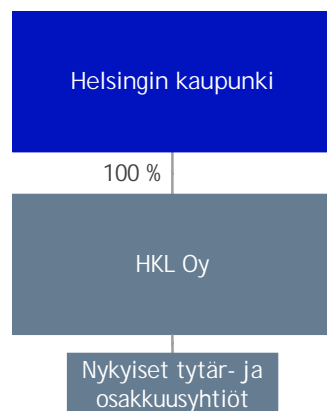 Helsingin kaupunki
100 %
HKL Oy
Nykyiset tytär- ja
osakkuusyhtiöt